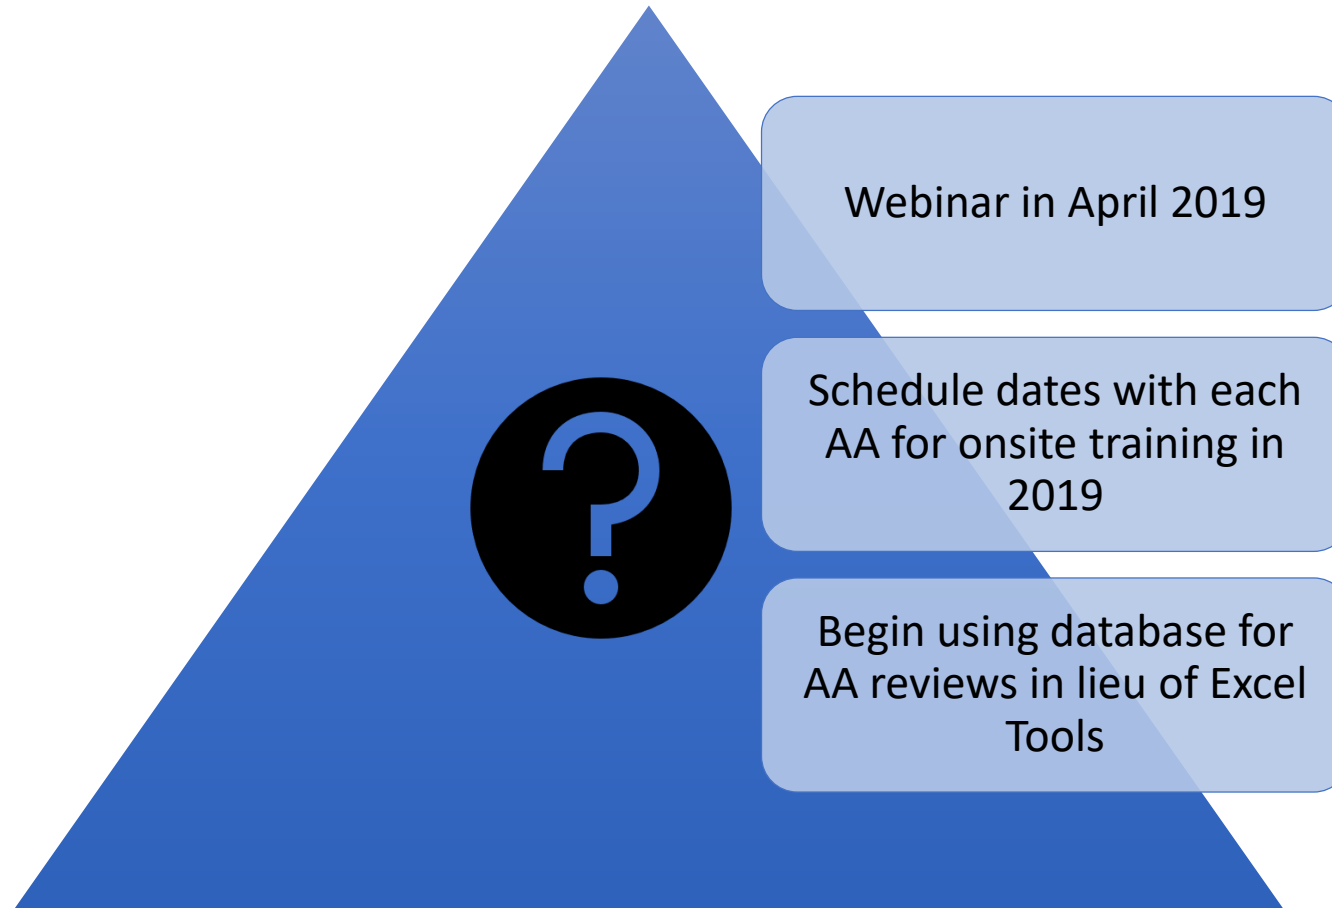 Webinar in April 2019
Schedule dates with each
AA for onsite training in
2019
Begin using database for
AA reviews in lieu of Excel
Tools
?